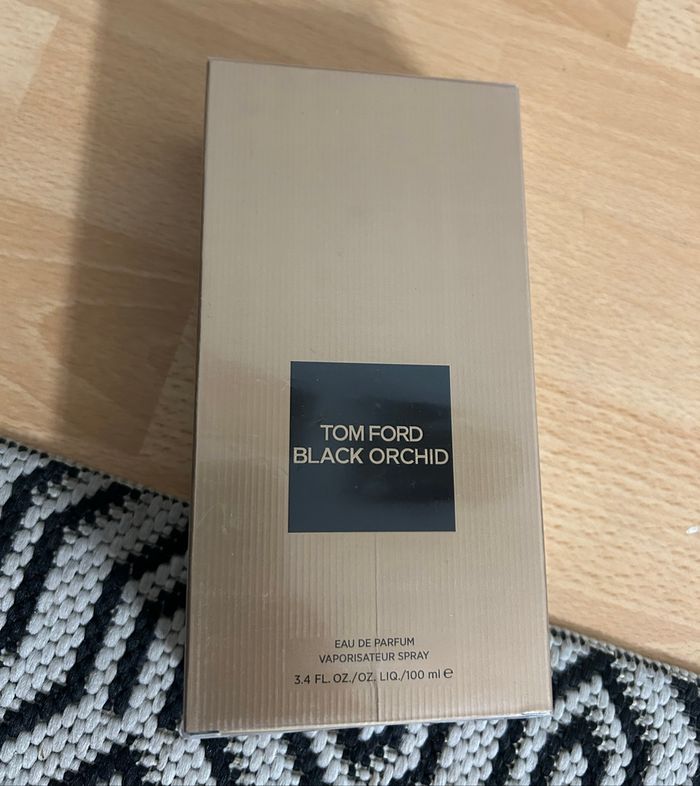 TOM FORD
BLACK ORCHID
EAU DE PARFUM
VAPORISATEUR SPRAY
3.4 FL. OZ./OZ. LIQ./100 ml ℮